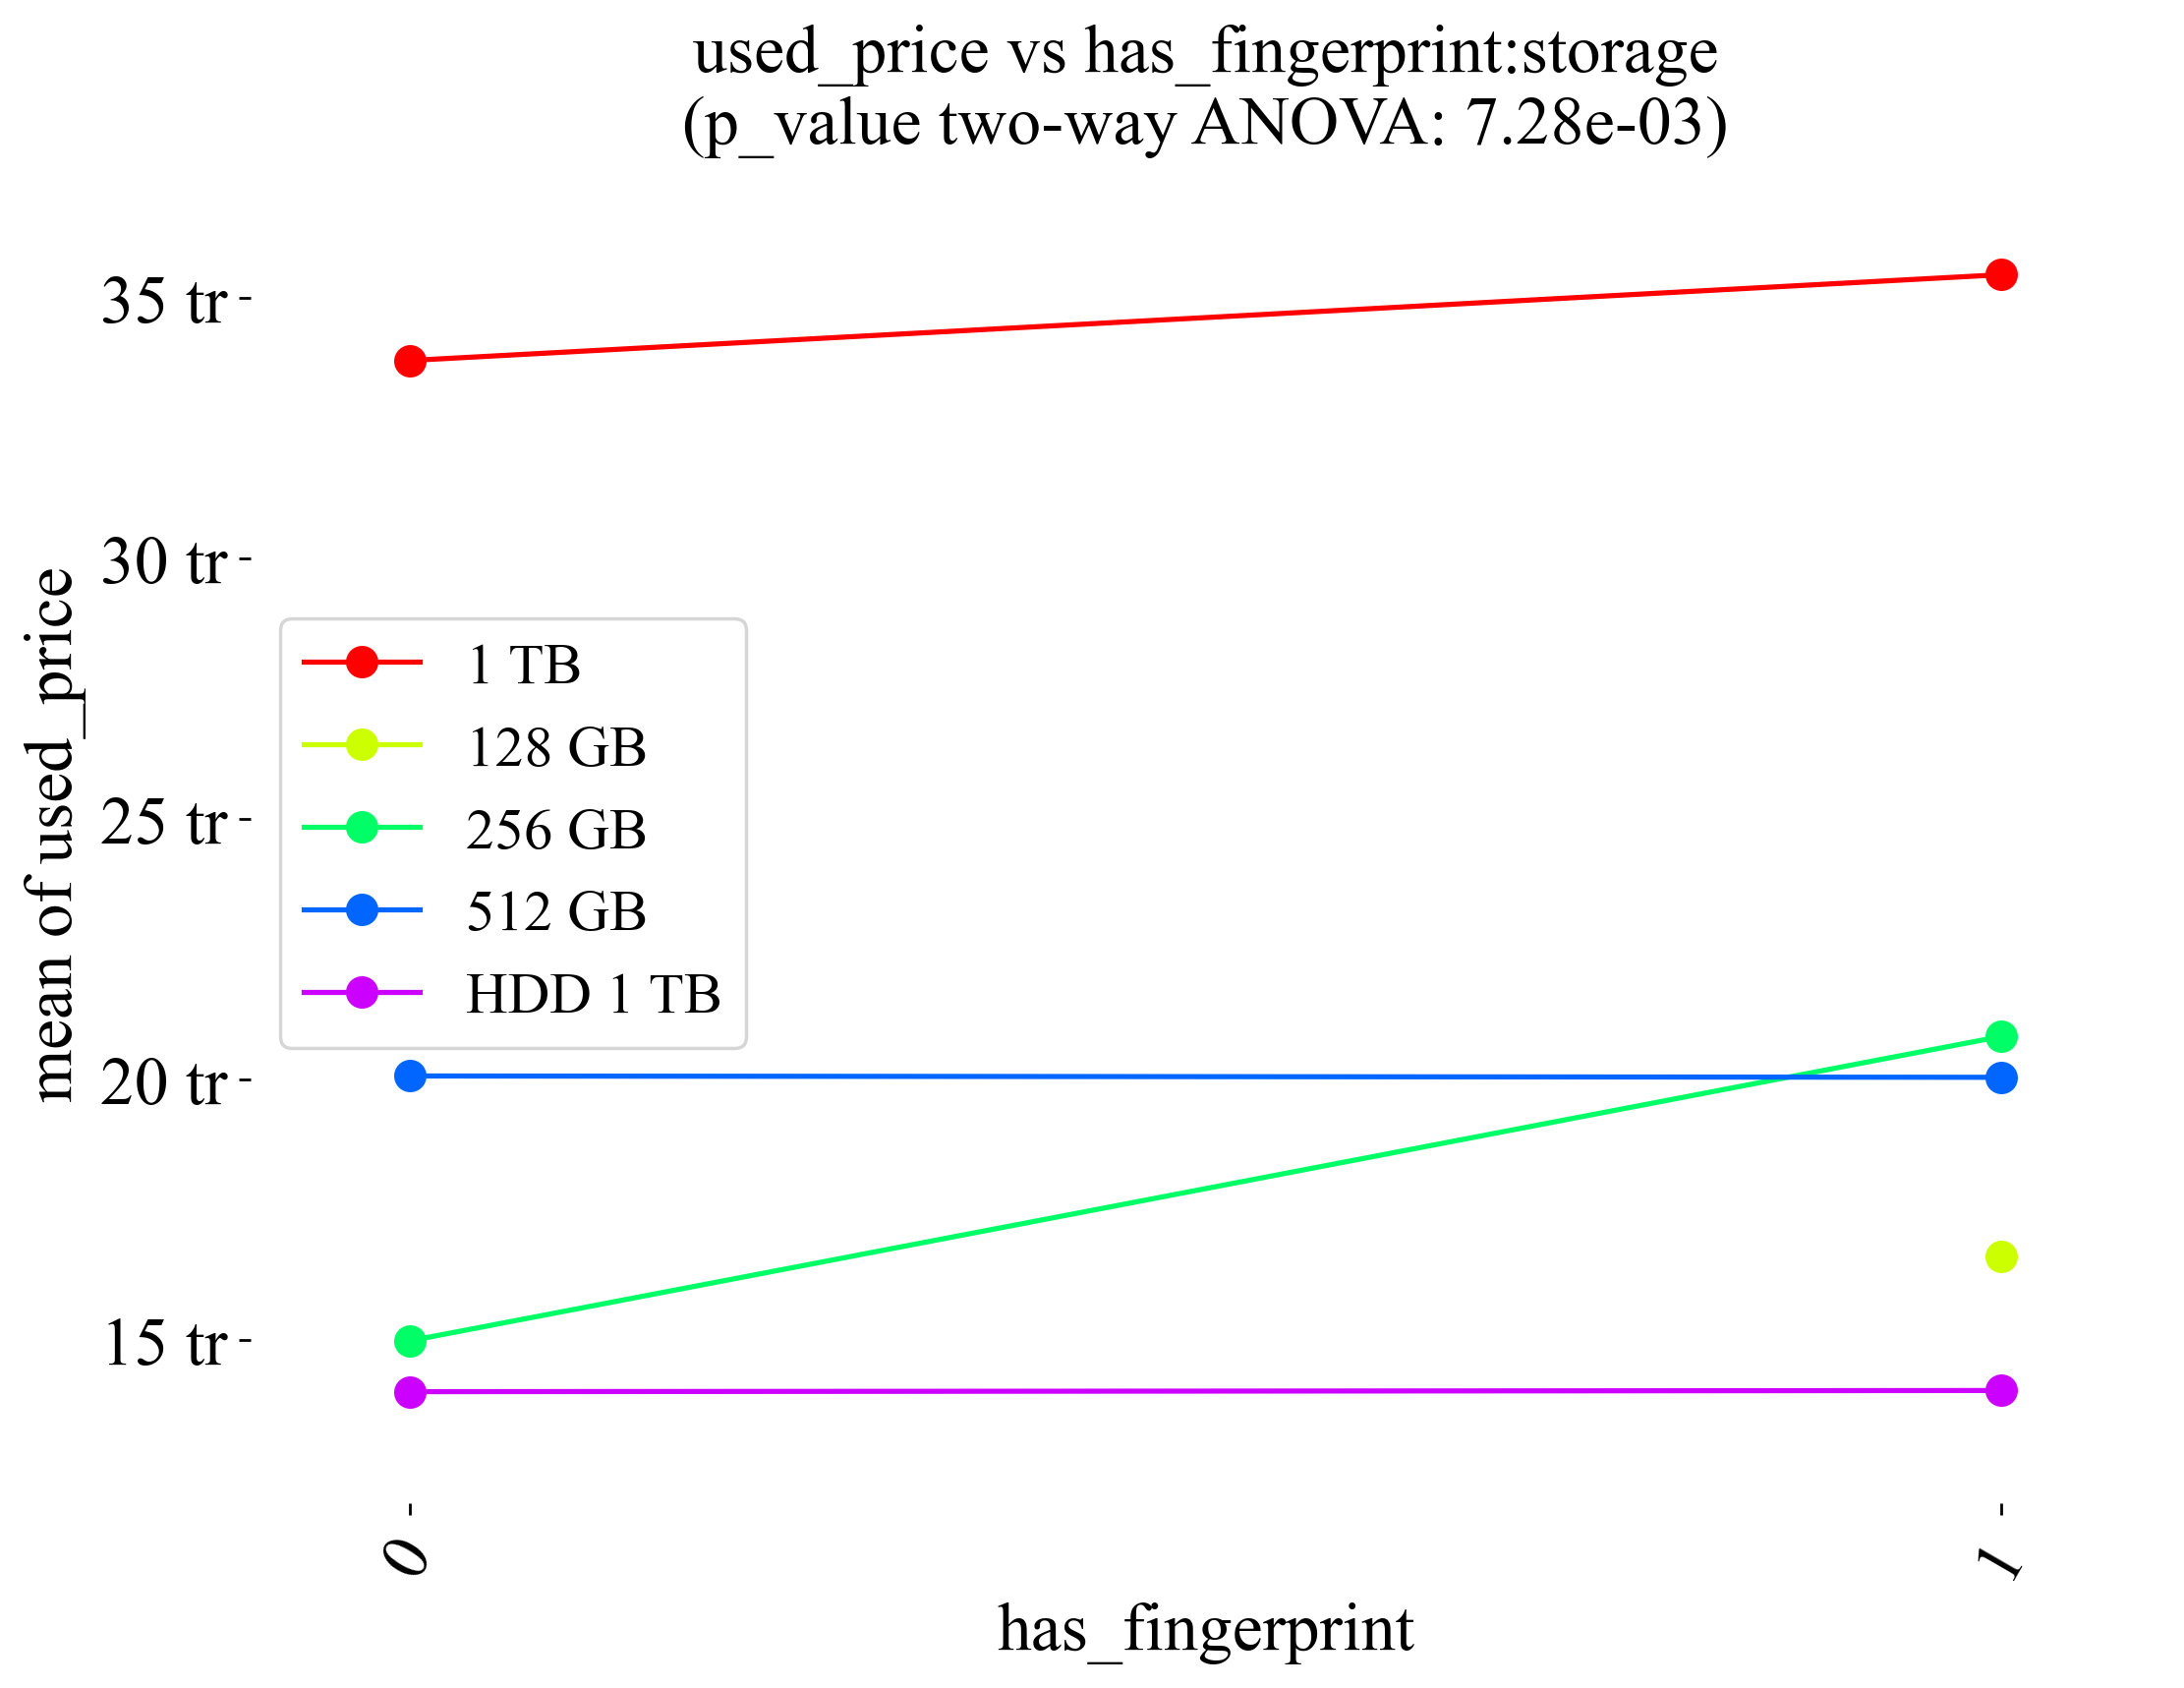 used_price vs has_fingerprint:storage
(p_value two-way ANOVA: 7.28e-03)
mean of used_price
35 tr
30 tr
25 tr
20 tr
15 tr
1 TB
128 GB
256 GB
512 GB
HDD 1 TB
0
1
has_fingerprint